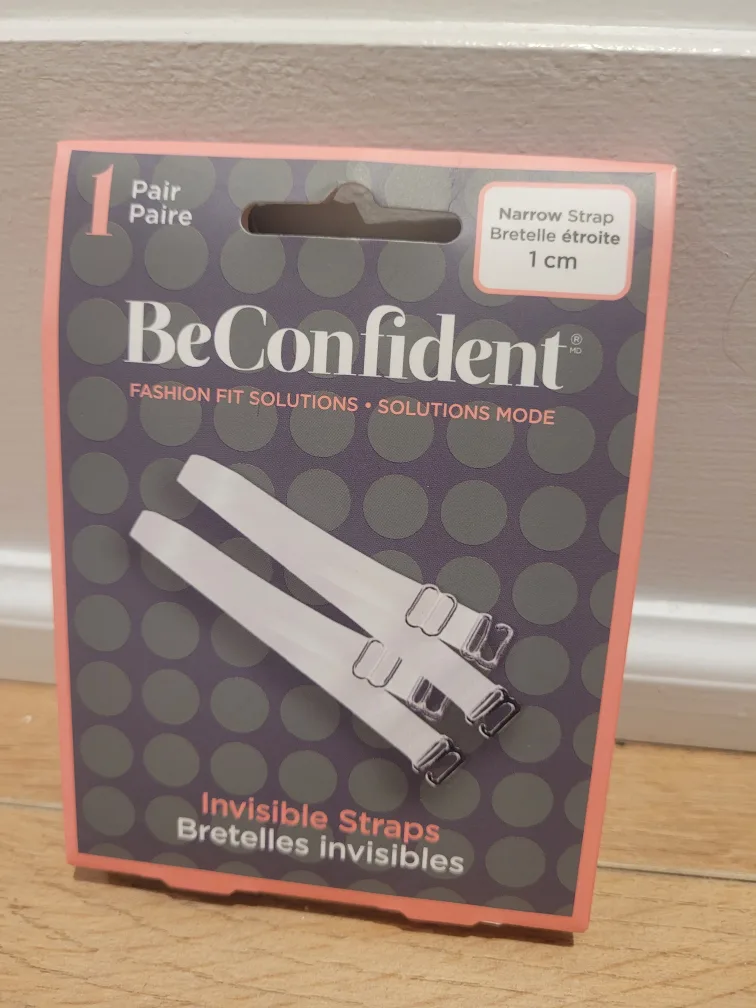 1 Pair
Paire
Narrow Strap
Bretelle étroite
1 cm
BeConfident®
MD
FASHION FIT SOLUTIONS • SOLUTIONS MODE
Invisible Straps
Bretelles invisibles